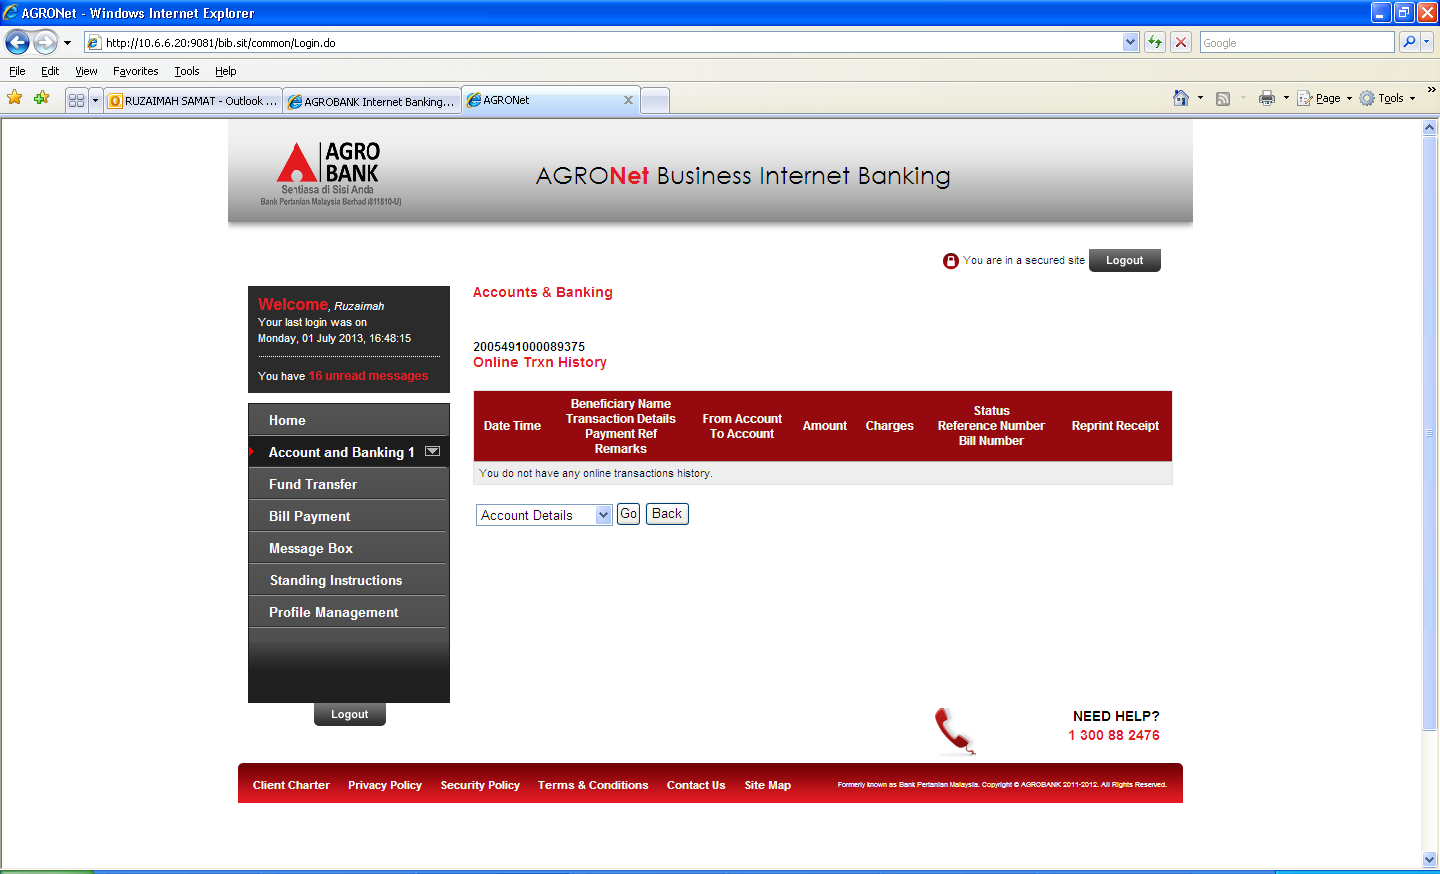 AGRONet - Windows Internet Explorer
http://10.6.6.20:9081/bib.sit/common/Login.do
Google
File Edit View Favorites Tools Help
RUZAIMAH SAMAT - Outlook ...
AGROBANK Internet Banking...
AGRONet
Page
Tools
AGRO
BANK
Sentiasa di Sisi Anda
Bank Pertanian Malaysia Berhad (811810-U)
AGRONet Business Internet Banking
You are in a secured site
Logout
Welcome, Ruzaimah
Your last login was on
Monday, 01 July 2013, 16:48:15
You have 16 unread messages
Home
Account and Banking 1
Fund Transfer
Bill Payment
Message Box
Standing Instructions
Profile Management
Logout
Accounts & Banking
2005491000089375
Online Trxn History
Date Time
Beneficiary Name
Transaction Details
Payment Ref
Remarks
From Account
To Account
Amount
Charges
Status
Reference Number
Bill Number
Reprint Receipt
You do not have any online transactions history.
Account Details
Go
Back
NEED HELP?
1 300 88 2476
Client Charter Privacy Policy Security Policy Terms & Conditions Contact Us Site Map
Formerly known as Bank Pertanian Malaysia. Copyright © AGROBANK 2011-2012. All Rights Reserved.